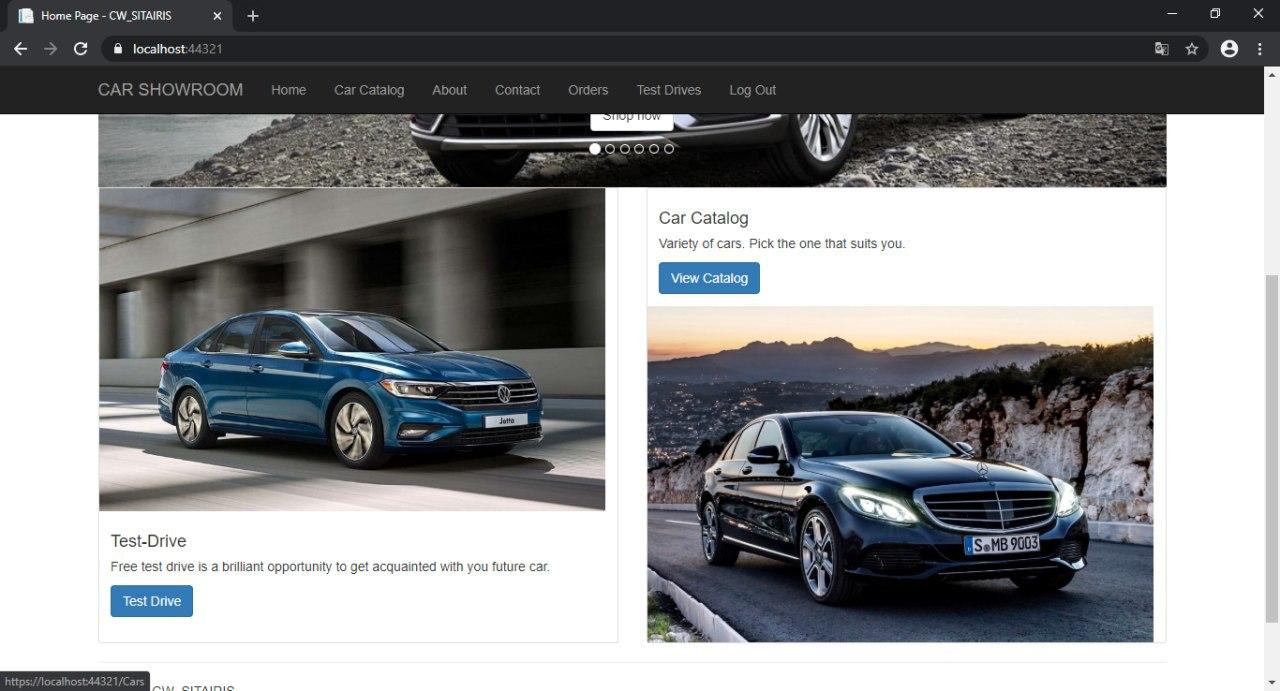 Home Page - CW_SITAIRIS
localhost:44321
CAR SHOWROOM Home Car Catalog About Contact Orders Test Drives Log Out
Shop now
Car Catalog
Variety of cars. Pick the one that suits you.
View Catalog
Jetta
S MB 9003
Test-Drive
Free test drive is a brilliant opportunity to get acquainted with you future car.
Test Drive
https://localhost:44321/Cars
CW_SITAIRIS